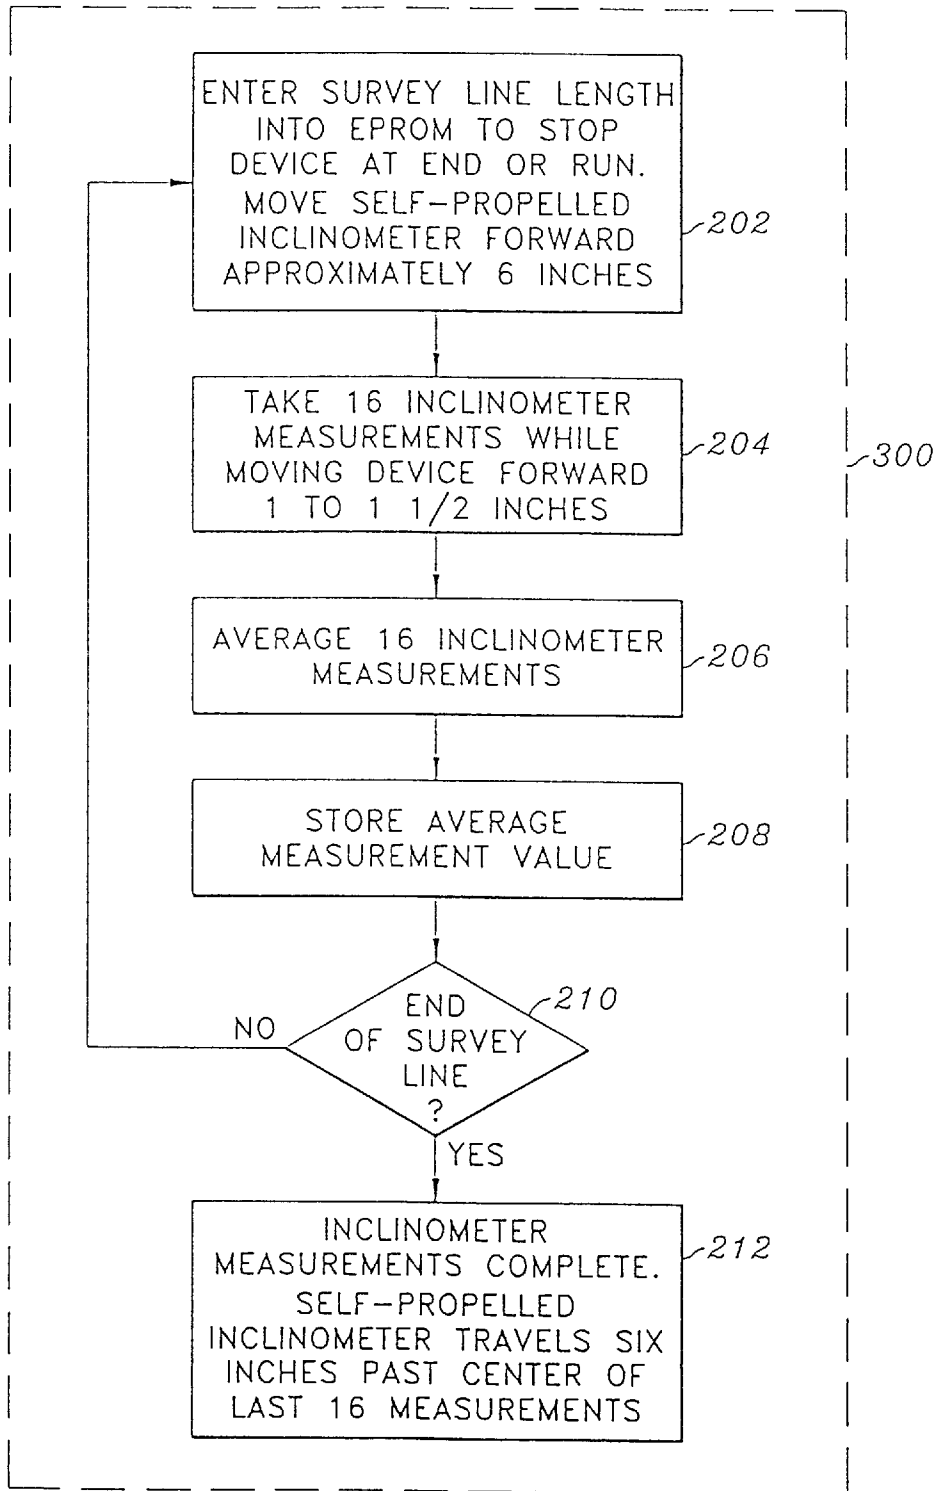 ENTER SURVEY LINE LENGTH
INTO EPROM TO STOP
DEVICE AT END OR RUN.
MOVE SELF-PROPELLED
INCLINOMETER FORWARD
APPROXIMATELY 6 INCHES
202
TAKE 16 INCLINOMETER
MEASUREMENTS WHILE
MOVING DEVICE FORWARD
1 TO 1 1/2 INCHES
204
300
AVERAGE 16 INCLINOMETER
MEASUREMENTS
206
STORE AVERAGE
MEASUREMENT VALUE
208
END
OF SURVEY
LINE
?
210
NO
YES
INCLINOMETER
MEASUREMENTS COMPLETE.
SELF-PROPELLED
INCLINOMETER TRAVELS SIX
INCHES PAST CENTER OF
LAST 16 MEASUREMENTS
212